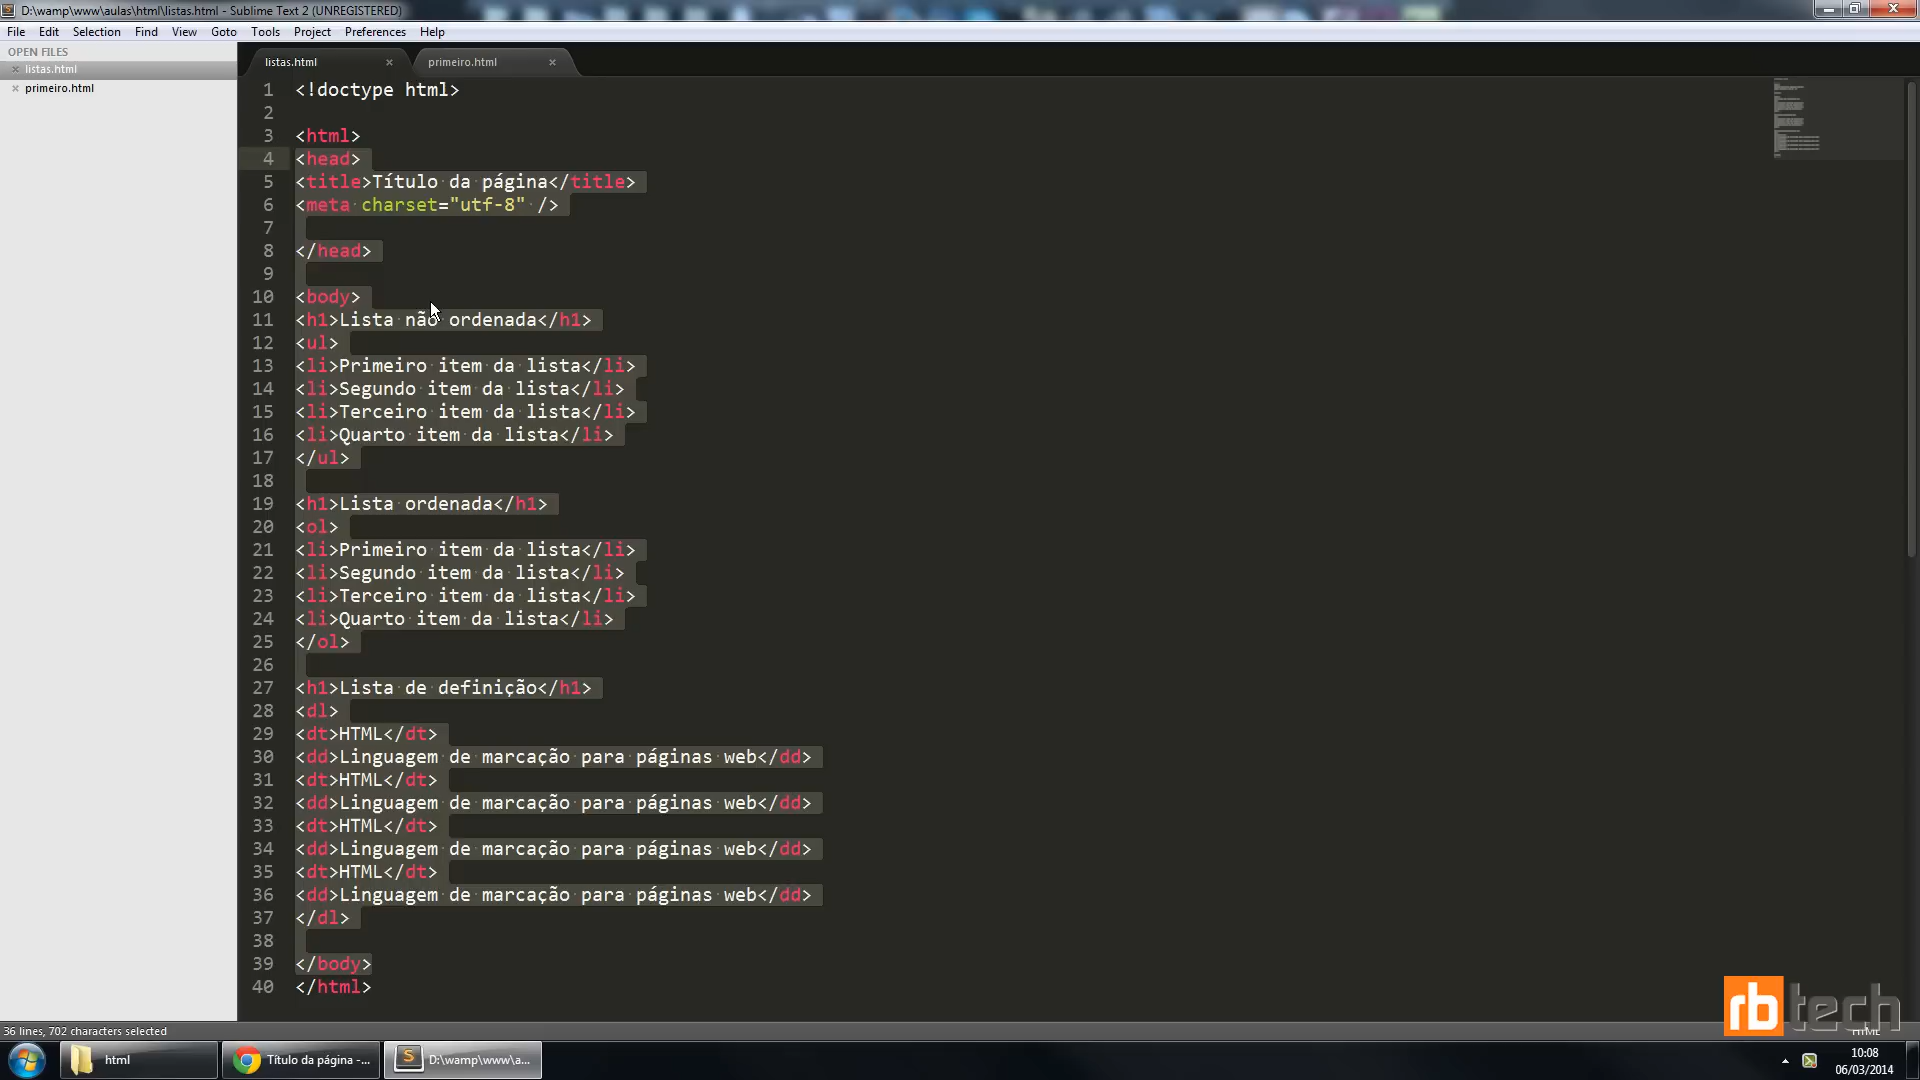 D:\wamp\www\aulas\html\listas.html - Sublime Text 2 (UNREGISTERED)
File Edit Selection Find View Goto Tools Project Preferences Help
OPEN FILES
listas.html
primeiro.html
listas.html primeiro.html
1 <!doctype html>
2
3 <html>
4 <head>
5 <title>Título da página</title>
6 <meta charset="utf-8" />
7
8 </head>
9
10 <body>
11 <h1>Lista não ordenada</h1>
12 <ul>
13 <li>Primeiro item da lista</li>
14 <li>Segundo item da lista</li>
15 <li>Terceiro item da lista</li>
16 <li>Quarto item da lista</li>
17 </ul>
18
19 <h1>Lista ordenada</h1>
20 <ol>
21 <li>Primeiro item da lista</li>
22 <li>Segundo item da lista</li>
23 <li>Terceiro item da lista</li>
24 <li>Quarto item da lista</li>
25 </ol>
26
27 <h1>Lista de definição</h1>
28 <dl>
29 <dt>HTML</dt>
30 <dd>Linguagem de marcação para páginas web</dd>
31 <dt>HTML</dt>
32 <dd>Linguagem de marcação para páginas web</dd>
33 <dt>HTML</dt>
34 <dd>Linguagem de marcação para páginas web</dd>
35 <dt>HTML</dt>
36 <dd>Linguagem de marcação para páginas web</dd>
37 </dl>
38
39 </body>
40 </html>
rbtech
36 lines, 702 characters selected
HTML
html Título da página -... D:\wamp\www\a...
10:08
06/03/2014